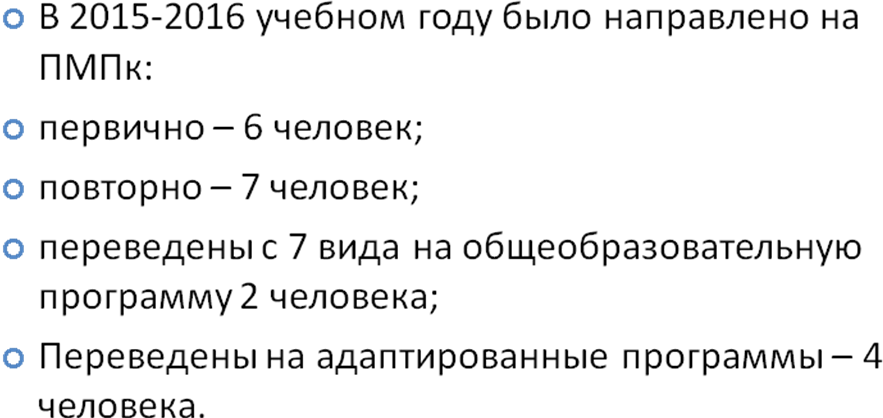 В 2015-2016 учебном году было направлено на
ПМПк:
первично – 6 человек;
повторно – 7 человек;
переведены с 7 вида на общеобразовательную
программу 2 человека;
Переведены на адаптированные программы – 4
человека.